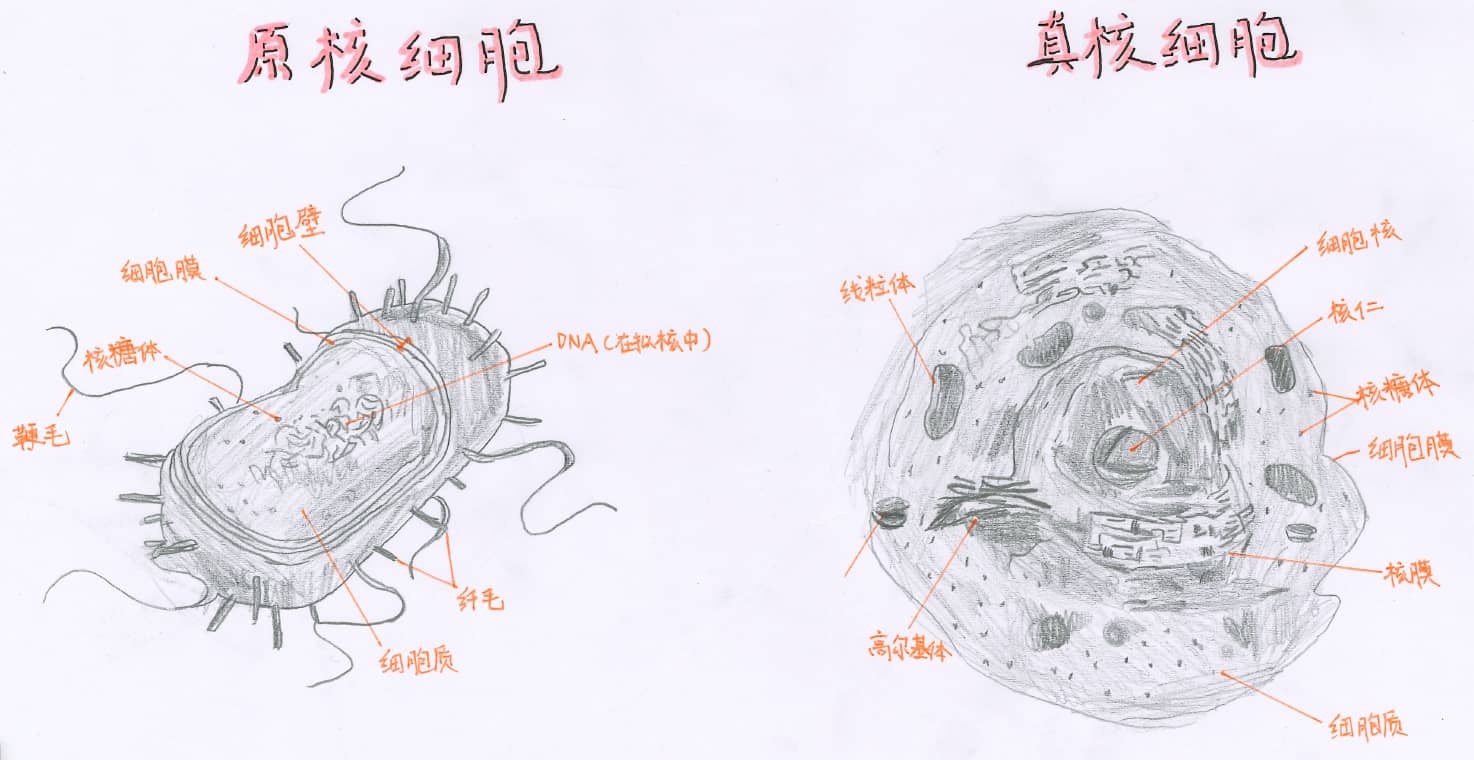 原核细胞
真核细胞
细胞壁
细胞膜
核糖体
DNA(在拟核中)
鞭毛
纤毛
细胞质
细胞核
线粒体
核仁
核糖体
细胞膜
核膜
高尔基体
细胞质